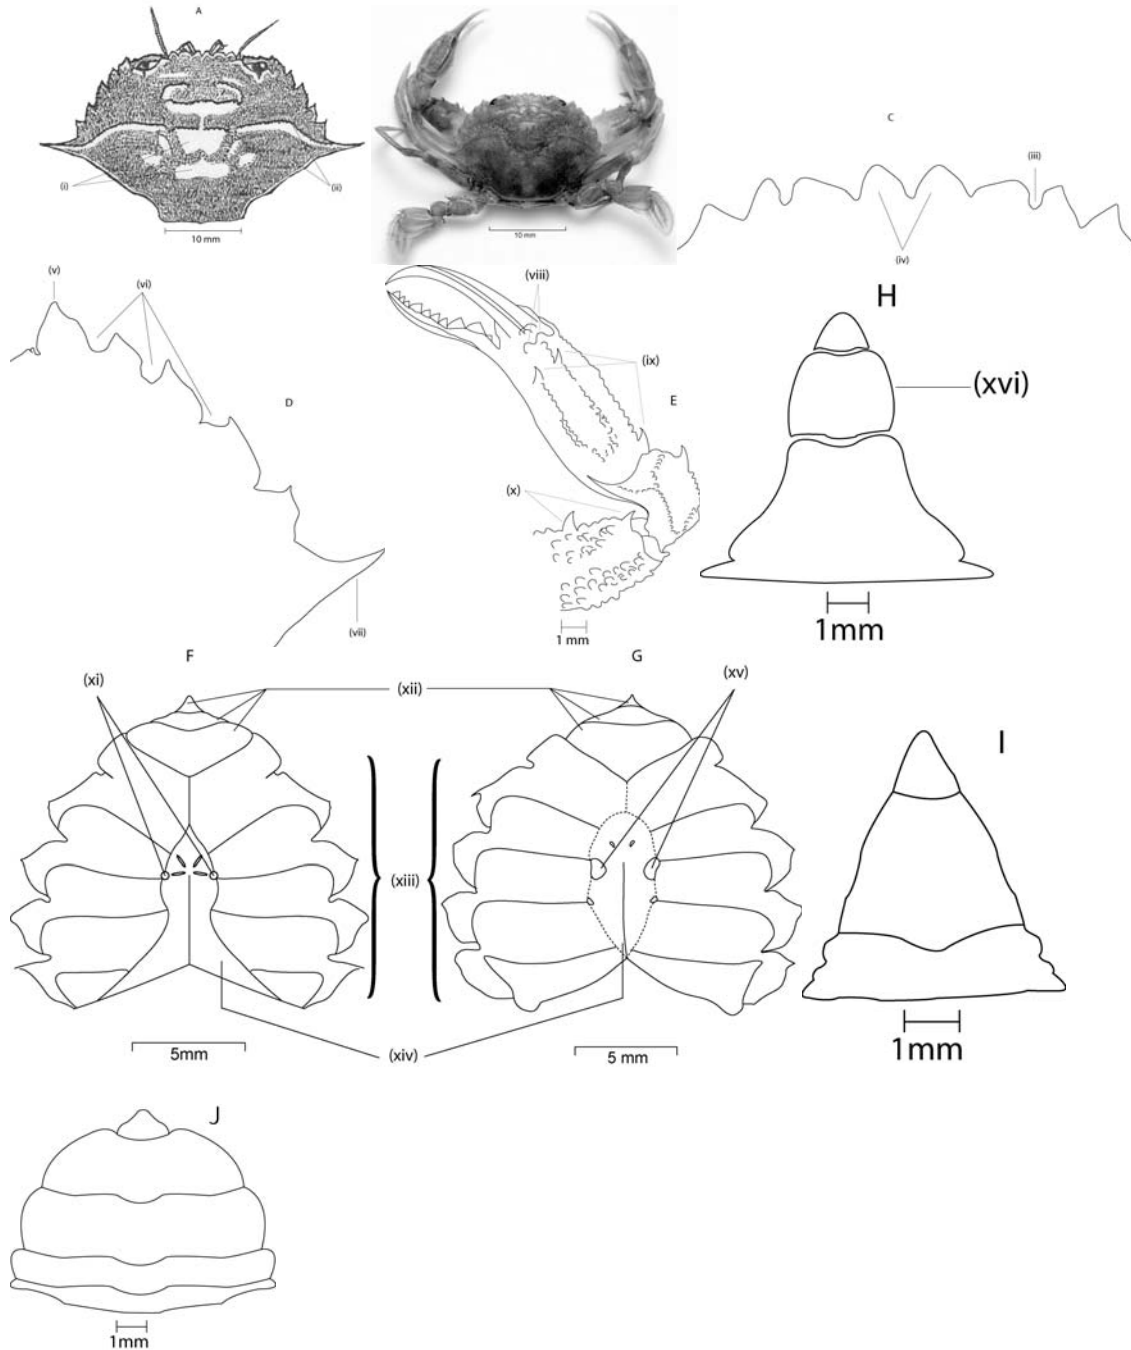 A
(i)
(ii)
10 mm
10 mm
C
(iii)
(iv)
(v)
(vi)
D
(vii)
(viii)
(ix)
E
(x)
1 mm
H
(xvi)
1mm
F
G
(xi)
(xii)
(xv)
(xiii)
(xiv)
5mm
5 mm
I
1mm
J
1mm